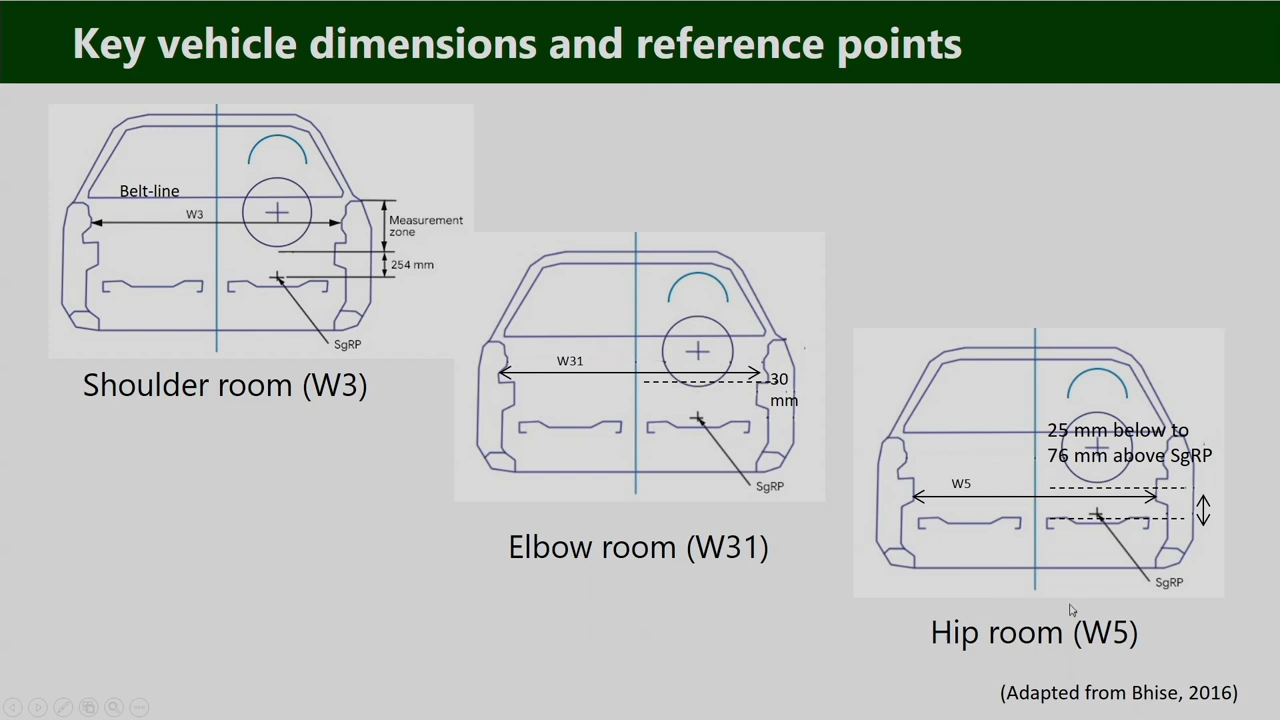 Key vehicle dimensions and reference points
Belt-line
W3
Measurement
zone
254 mm
SgRP
Shoulder room (W3)
W31
30
mm
SgRP
Elbow room (W31)
25 mm below to
76 mm above SgRP
W5
SgRP
Hip room (W5)
(Adapted from Bhise, 2016)